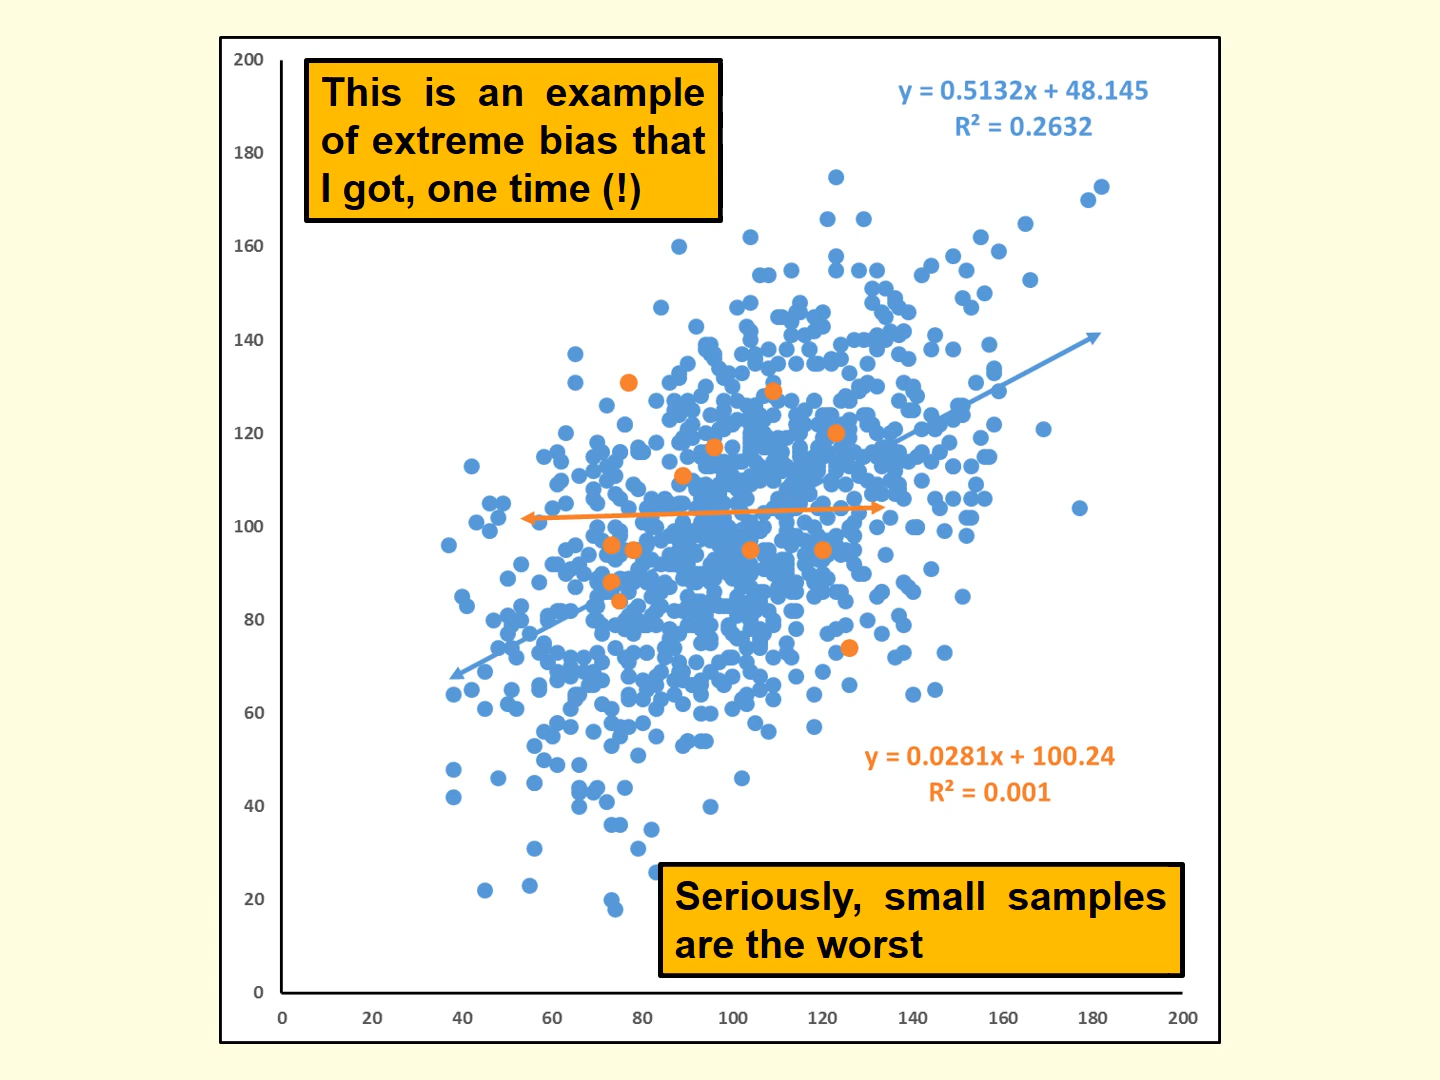 This is an example
of extreme bias that
I got, one time (!)
y = 0.5132x + 48.145
R² = 0.2632
200
180
160
140
120
100
80
60
40
20
0
y = 0.0281x + 100.24
R² = 0.001
Seriously, small samples
are the worst
0 20 40 60 80 100 120 140 160 180 200